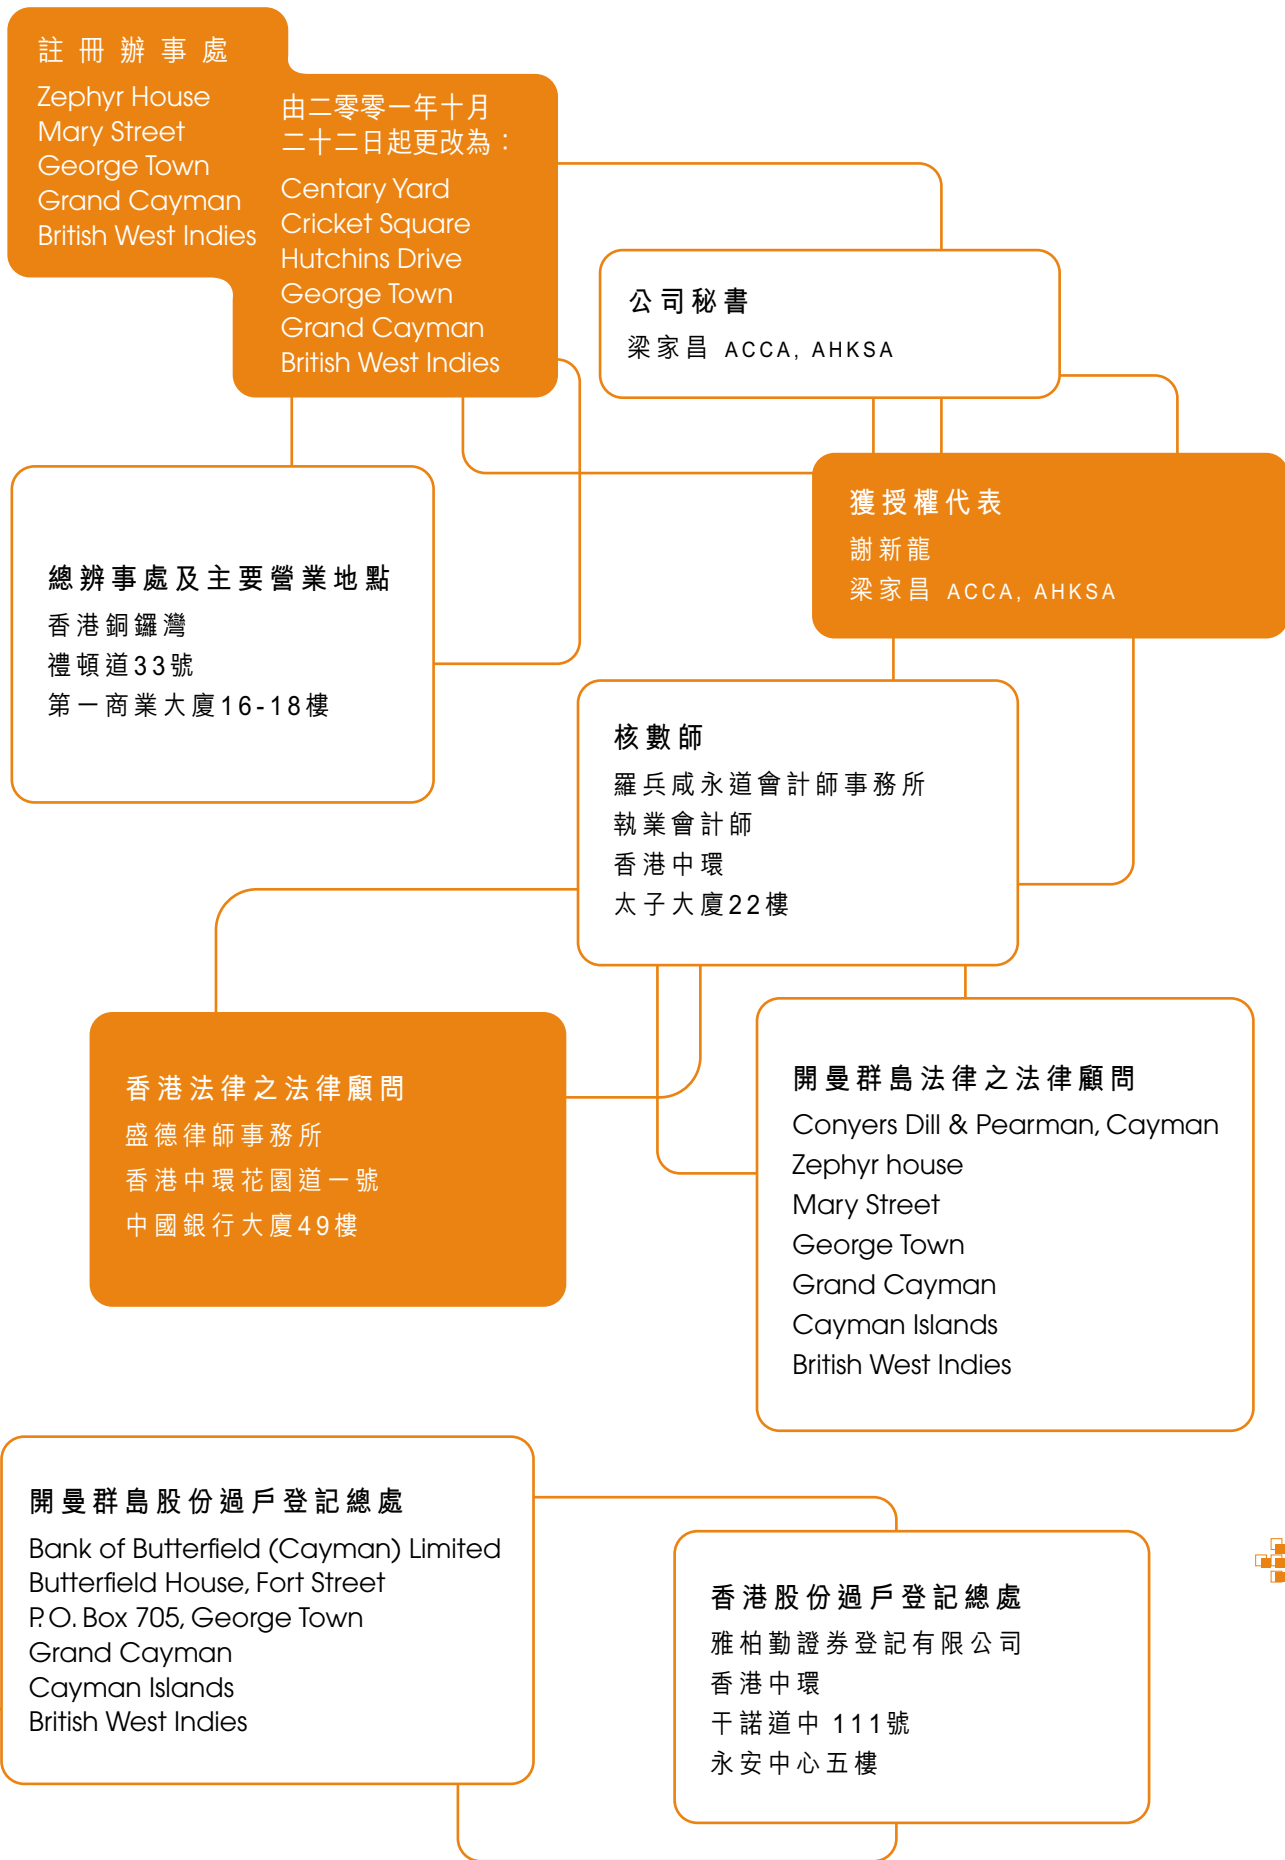 註冊辦事處
Zephyr House
Mary Street
George Town
Grand Cayman
British West Indies
由二零零一年十月
二十二日起更改為：
Centary Yard
Cricket Square
Hutchins Drive
George Town
Grand Cayman
British West Indies
公司秘書
梁家昌 ACCA, AHKSA
獲授權代表
謝新龍
梁家昌 ACCA, AHKSA
總辨事處及主要營業地點
香港銅鑼灣
禮頓道33號
第一商業大廈16-18樓
核數師
羅兵咸永道會計師事務所
執業會計師
香港中環
太子大廈22樓
香港法律之法律顧問
盛德律師事務所
香港中環花園道一號
中國銀行大廈49樓
開曼群島法律之法律顧問
Conyers Dill & Pearman, Cayman
Zephyr house
Mary Street
George Town
Grand Cayman
Cayman Islands
British West Indies
開曼群島股份過戶登記總處
Bank of Butterfield (Cayman) Limited
Butterfield House, Fort Street
P.O. Box 705, George Town
Grand Cayman
Cayman Islands
British West Indies
香港股份過戶登記總處
雅柏勤證券登記有限公司
香港中環
干諾道中 111號
永安中心五樓